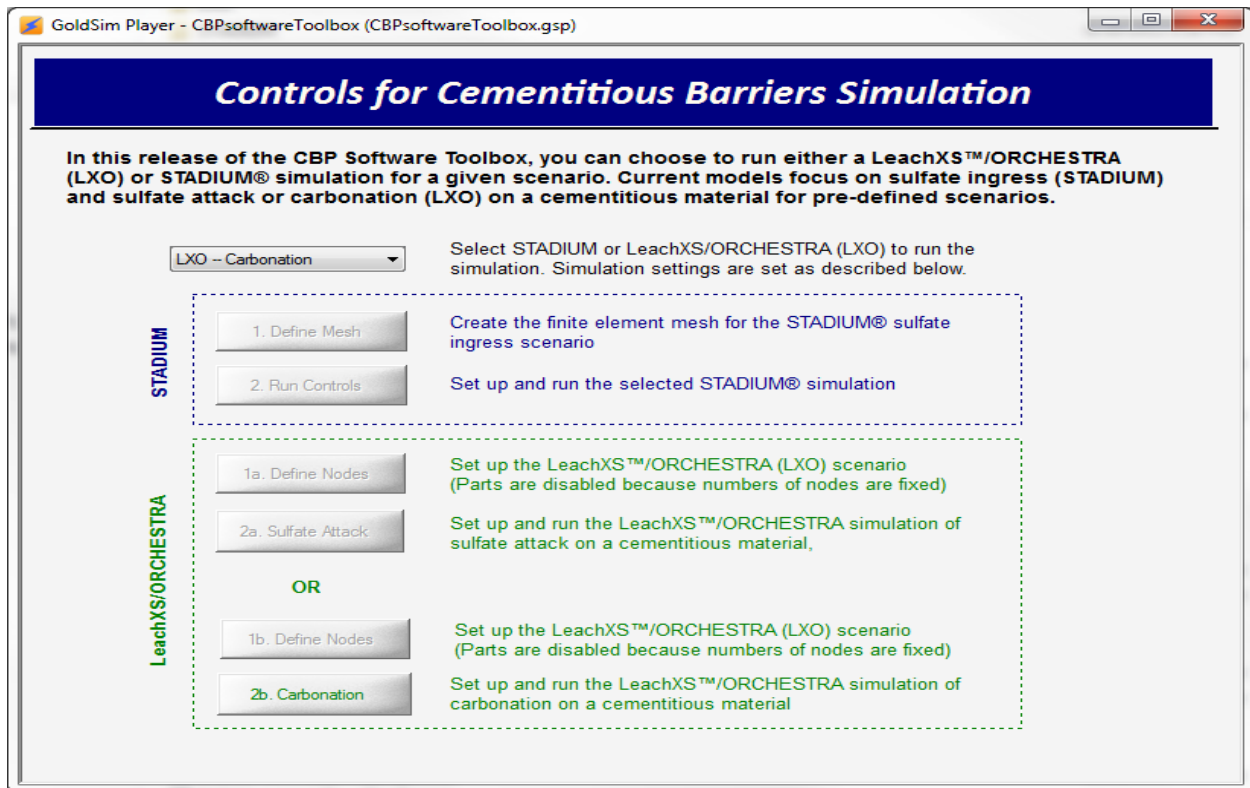 GoldSim Player - CBPsoftwareToolbox (CBPsoftwareToolbox.gsp)
Controls for Cementitious Barriers Simulation
In this release of the CBP Software Toolbox, you can choose to run either a LeachXS™/ORCHESTRA
(LXO) or STADIUM® simulation for a given scenario. Current models focus on sulfate ingress (STADIUM)
and sulfate attack or carbonation (LXO) on a cementitious material for pre-defined scenarios.
LXO -- Carbonation
Select STADIUM or LeachXS/ORCHESTRA (LXO) to run the
simulation. Simulation settings are set as described below.
STADIUM
1. Define Mesh
Create the finite element mesh for the STADIUM® sulfate
ingress scenario
2. Run Controls
Set up and run the selected STADIUM® simulation
LeachXS/ORCHESTRA
1a. Define Nodes
Set up the LeachXS™/ORCHESTRA (LXO) scenario
(Parts are disabled because numbers of nodes are fixed)
2a. Sulfate Attack
Set up and run the LeachXS™/ORCHESTRA simulation of
sulfate attack on a cementitious material,
OR
1b. Define Nodes
Set up the LeachXS™/ORCHESTRA (LXO) scenario
(Parts are disabled because numbers of nodes are fixed)
2b. Carbonation
Set up and run the LeachXS™/ORCHESTRA simulation of
carbonation on a cementitious material